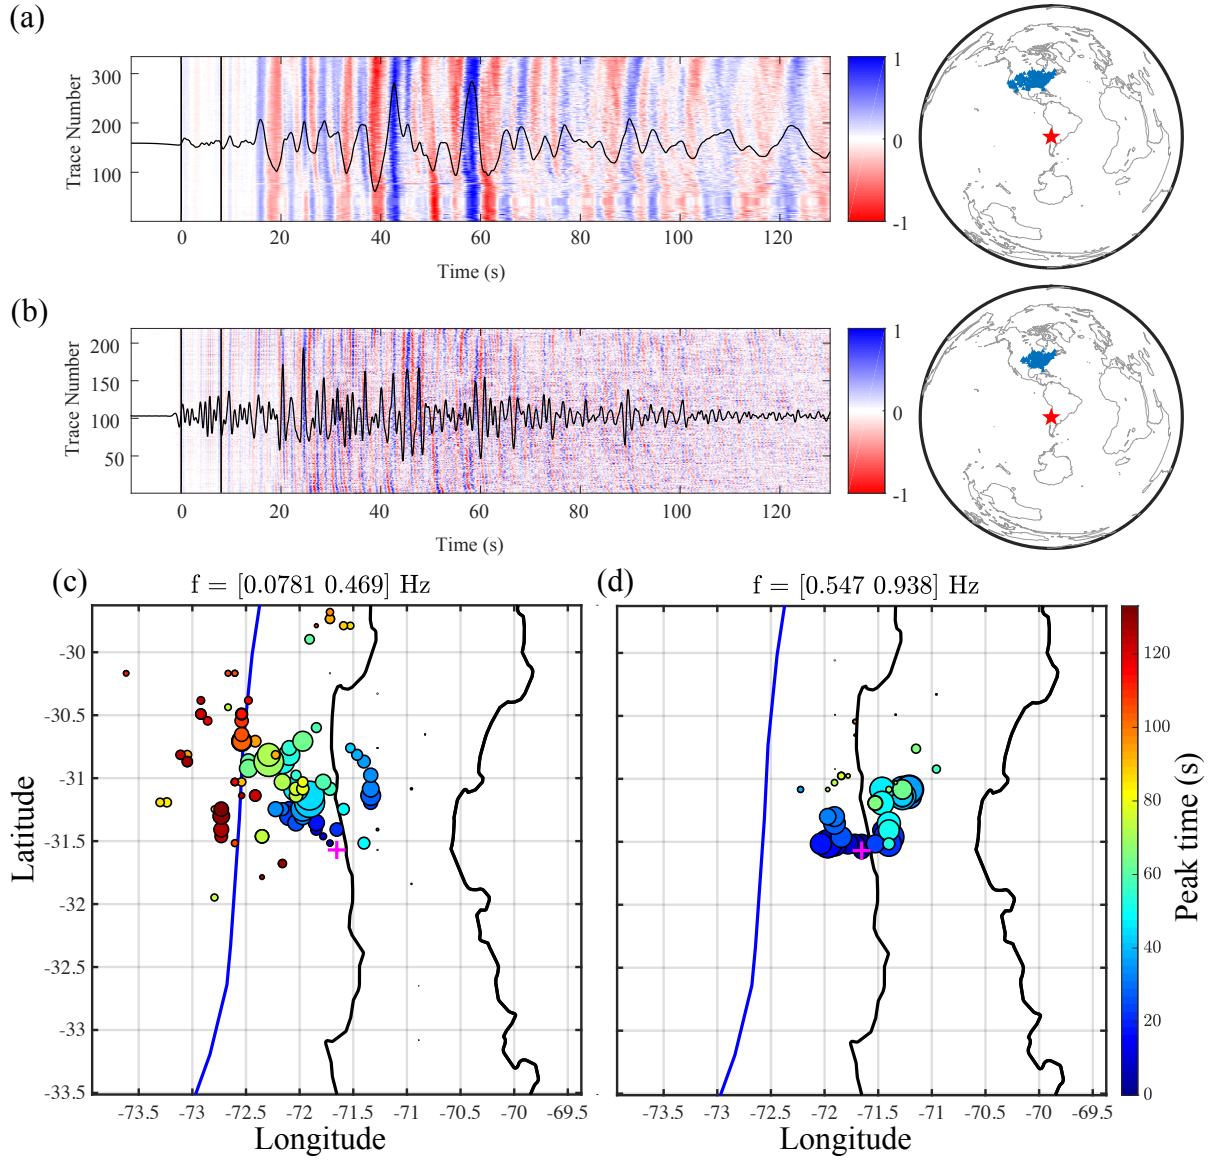 (a)
Trace Number
300
200
100
0 20 40 60 80 100 120
Time (s)
1
0
-1
(b)
Trace Number
200
150
100
50
0 20 40 60 80 100 120
Time (s)
1
0
-1
(c)
f = [0.0781 0.469] Hz
Latitude
-30
-30.5
-31
-31.5
-32
-32.5
-33
-33.5
-73.5 -73 -72.5 -72 -71.5 -71 -70.5 -70 -69.5
Longitude
(d)
f = [0.547 0.938] Hz
-73.5 -73 -72.5 -72 -71.5 -71 -70.5 -70 -69.5
Longitude
120
100
80
60
40
20
0
Peak time (s)